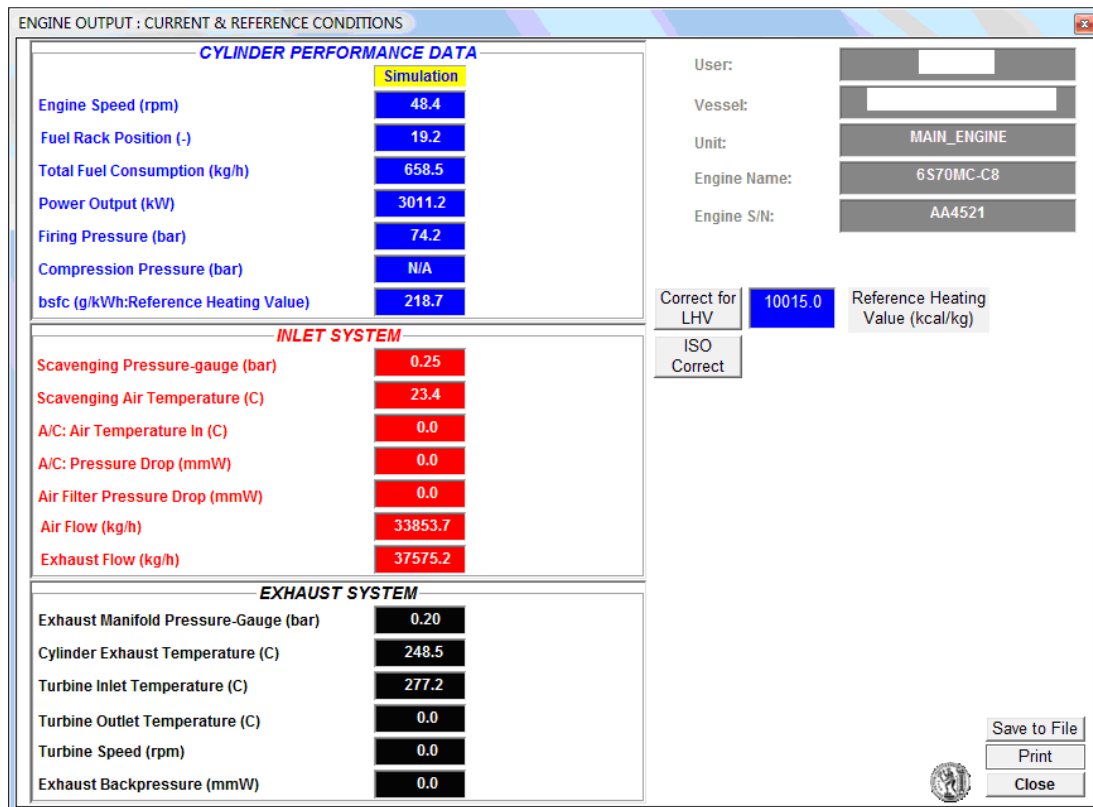 ENGINE OUTPUT : CURRENT & REFERENCE CONDITIONS
CYLINDER PERFORMANCE DATA
Simulation
Engine Speed (rpm) 48.4
Fuel Rack Position (-) 19.2
Total Fuel Consumption (kg/h) 658.5
Power Output (kW) 3011.2
Firing Pressure (bar) 74.2
Compression Pressure (bar) N/A
bsfc (g/kWh:Reference Heating Value) 218.7
INLET SYSTEM
Scavenging Pressure-gauge (bar) 0.25
Scavenging Air Temperature (C) 23.4
A/C: Air Temperature In (C) 0.0
A/C: Pressure Drop (mmW) 0.0
Air Filter Pressure Drop (mmW) 0.0
Air Flow (kg/h) 33853.7
Exhaust Flow (kg/h) 37575.2
EXHAUST SYSTEM
Exhaust Manifold Pressure-Gauge (bar) 0.20
Cylinder Exhaust Temperature (C) 248.5
Turbine Inlet Temperature (C) 277.2
Turbine Outlet Temperature (C) 0.0
Turbine Speed (rpm) 0.0
Exhaust Backpressure (mmW) 0.0
User:
Vessel:
Unit: MAIN_ENGINE
Engine Name: 6S70MC-C8
Engine S/N: AA4521
Correct for
LHV
10015.0
Reference Heating
Value (kcal/kg)
ISO
Correct
Save to File
Print
Close